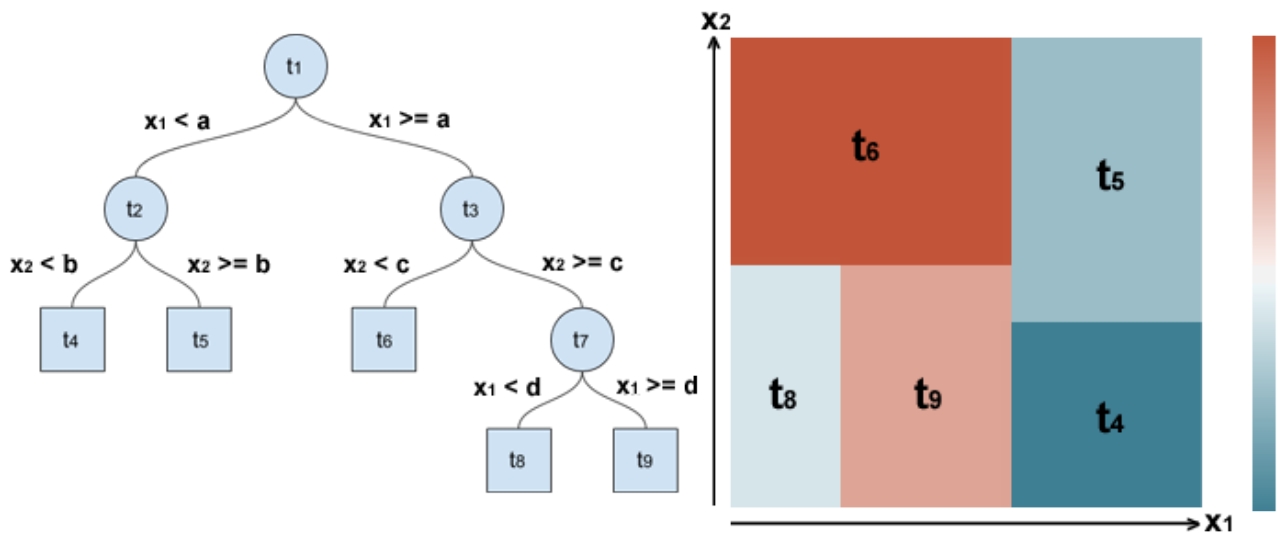 t1
x1 < a
x1 >= a
t2
t3
x2 < b
x2 >= b
x2 < c
x2 >= c
t4
t5
t6
t7
x1 < d
x1 >= d
t8
t9
x2
t6
t5
t8
t9
t4
x1